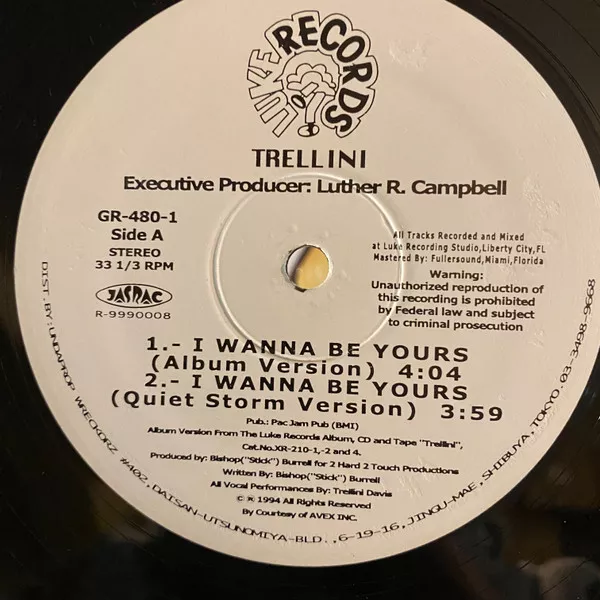 LUKE RECORDS
TRELLINI
Executive Producer: Luther R. Campbell
GR-480-1
Side A
STEREO
33 1/3 RPM
JASRAC
R-9990008
All Tracks Recorded and Mixed
at Luke Recording Studio,Liberty City,FL
Mastered By: Fullersound,Miami,Florida
Warning:
Unauthorized reproduction of
this recording is prohibited
by Federal law and subject
to criminal prosecution
1.- I WANNA BE YOURS
(Album Version) 4:04
2.- I WANNA BE YOURS
(Quiet Storm Version) 3:59
Pub.: Pac Jam Pub (BMI)
Album Version From The Luke Records Album, CD and Tape "Trellini",
Cat.No.XR-210-1,-2 and 4.
Produced by: Bishop("Stick") Burrell for 2 Hard 2 Touch Productions
Written By: Bishop("Stick") Burrell
All Vocal Performances By: Trellini Davis
© ℗ 1994 All Rights Reserved
By Courtesy of AVEX INC.
DIST.BY:UNDAPROP WRECKORZ #402,DAISAN-UTSUNOMIYA-BLD.,6-19-16,JINGU-MAE,SHIBUYA,TOKYO.03-3498-9668